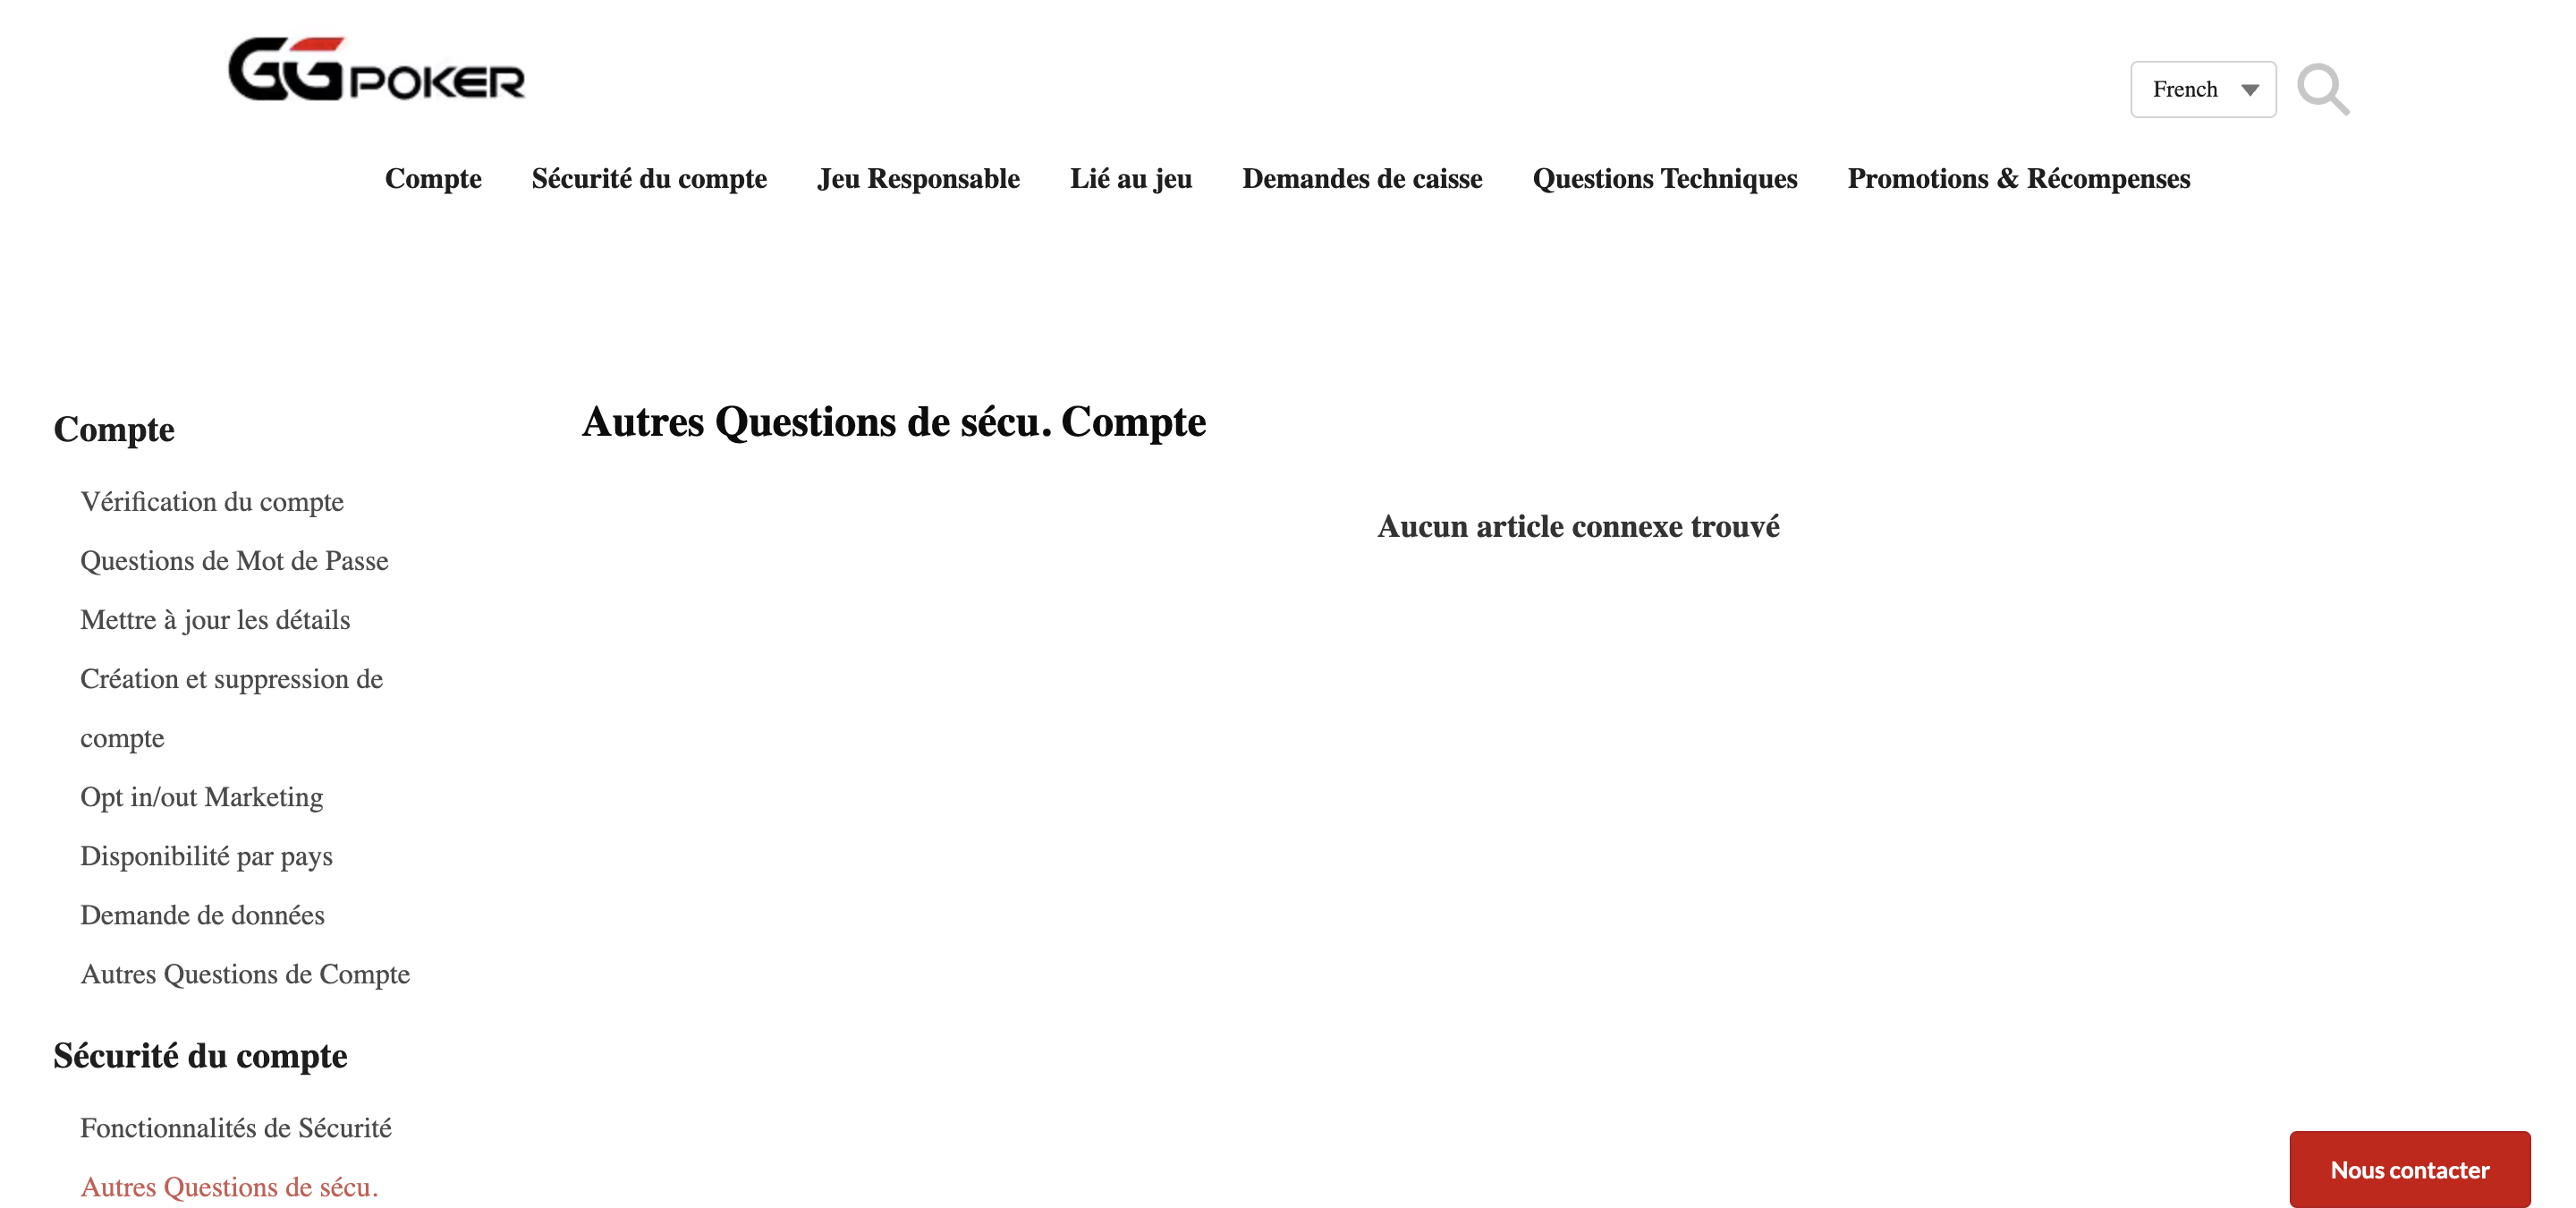 GGPOKER
French
Compte Sécurité du compte Jeu Responsable Lié au jeu Demandes de caisse Questions Techniques Promotions & Récompenses
Compte
Vérification du compte
Questions de Mot de Passe
Mettre à jour les détails
Création et suppression de
compte
Opt in/out Marketing
Disponibilité par pays
Demande de données
Autres Questions de Compte
Sécurité du compte
Fonctionnalités de Sécurité
Autres Questions de sécu.
Autres Questions de sécu. Compte
Aucun article connexe trouvé
Nous contacter